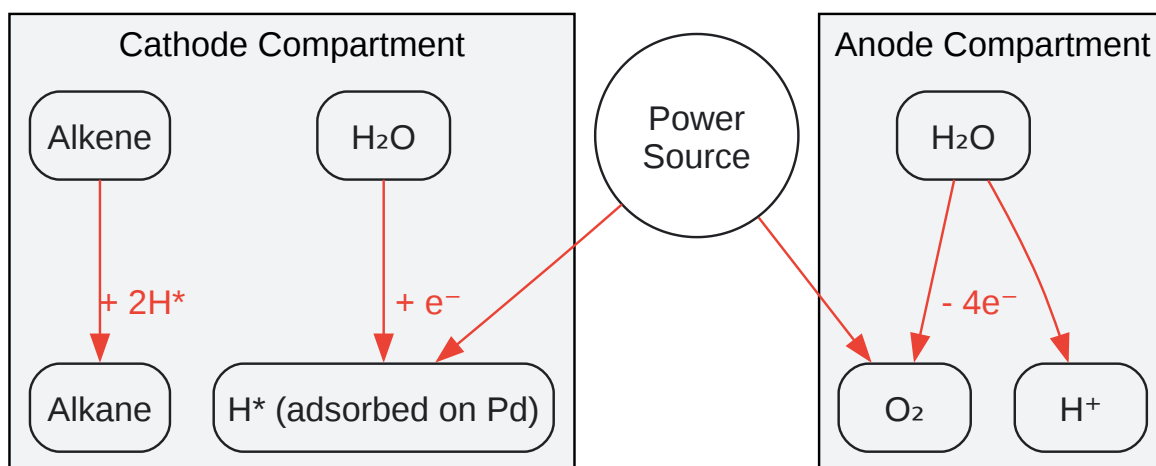 Cathode Compartment
Anode Compartment
Alkene
H₂O
Power
Source
H₂O
+ 2H*
+ e⁻
- 4e⁻
Alkane
H* (adsorbed on Pd)
O₂
H⁺